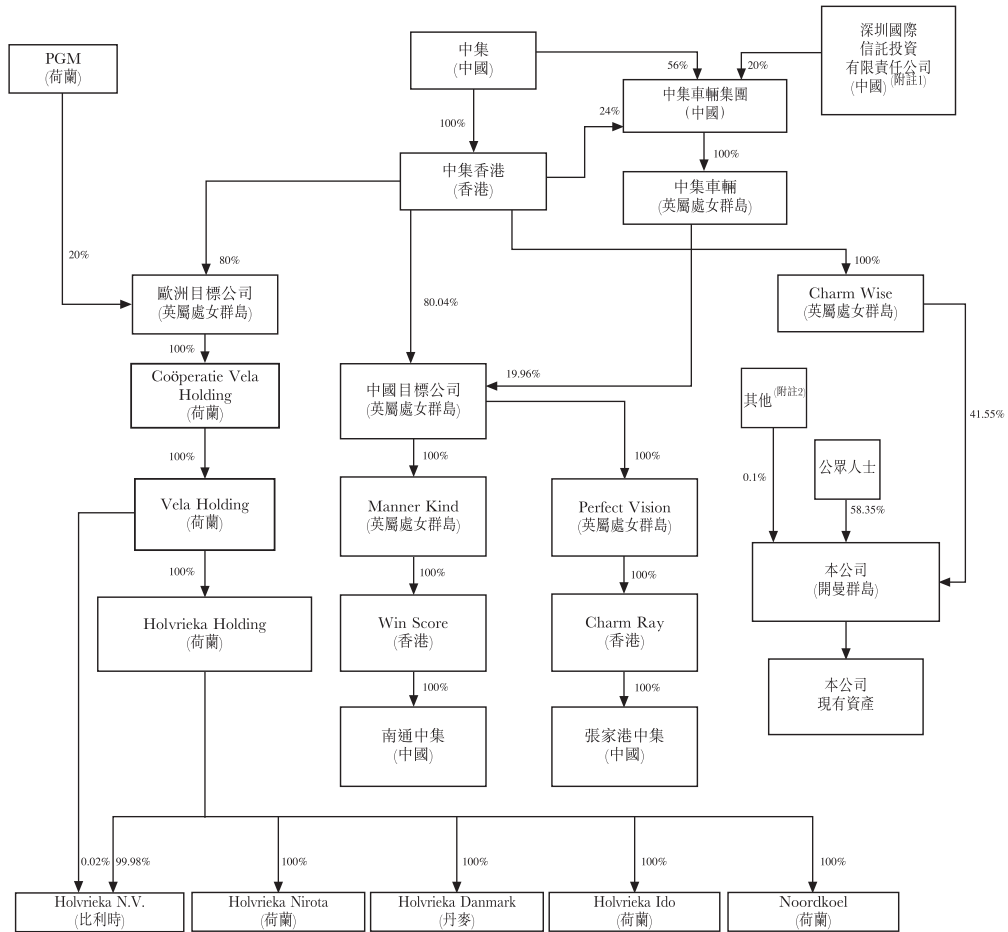 PGM
(荷蘭)
中集
(中國)
深圳國際
信託投資
有限責任公司
(中國)(附註1)
56%
20%
中集車輛集團
(中國)
24%
100%
100%
中集香港
(香港)
中集車輛
(英屬處女群島)
20%
80%
100%
歐洲目標公司
(英屬處女群島)
80.04%
Charm Wise
(英屬處女群島)
100%
19.96%
Coöperatie Vela
Holding
(荷蘭)
中國目標公司
(英屬處女群島)
其他(附註2)
41.55%
100%
100%
100%
0.1%
公眾人士
58.35%
Vela Holding
(荷蘭)
Manner Kind
(英屬處女群島)
Perfect Vision
(英屬處女群島)
本公司
(開曼群島)
100%
100%
100%
Holvrieka Holding
(荷蘭)
Win Score
(香港)
Charm Ray
(香港)
100%
100%
本公司
現有資產
南通中集
(中國)
張家港中集
(中國)
0.02%
99.98%
100%
100%
100%
100%
Holvrieka N.V.
(比利時)
Holvrieka Nirota
(荷蘭)
Holvrieka Danmark
(丹麥)
Holvrieka Ido
(荷蘭)
Noordkoel
(荷蘭)